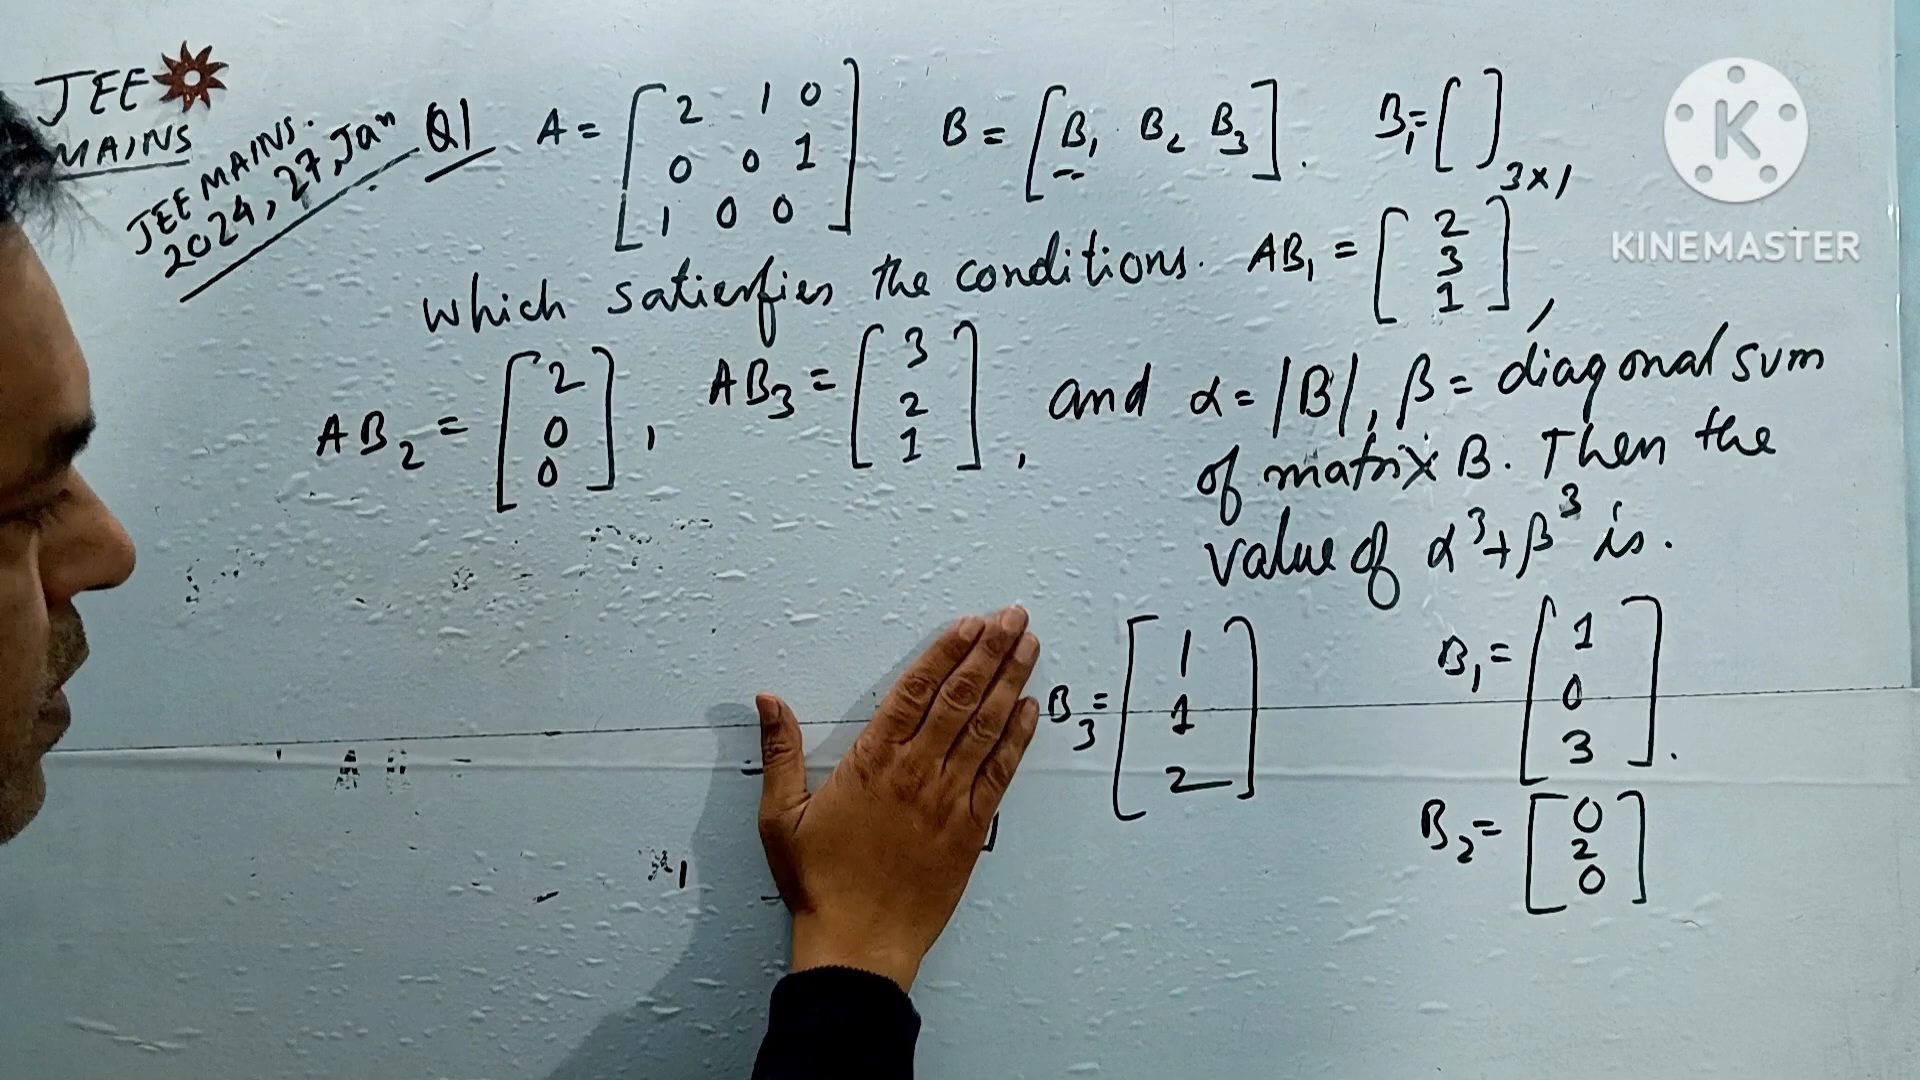 JEE
MAINS
JEE MAINS.
2024, 27, Jan
Q1 A = [ 2 1 0 B = [ B1 B2 B3 ]. B1 = [ ]3×1
0 0 1
1 0 0 ]
which satiesfies the conditions. AB1 = [ 2
3
1 ],
AB2 = [ 2
0
0 ], AB3 = [ 3
2
1 ], and α = |B|, β = diagonal sum
of matrix B. Then the
value of α³ + β³ is.
B3 = [ 1
1
2 ]
B1 = [ 1
0
3 ].
B2 = [ 0
2
0 ]
K
KINEMASTER